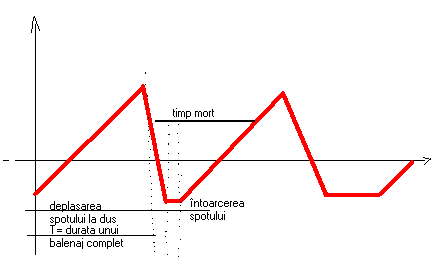 timp mort
deplasarea
spotului la dus
T= durata unui
balenaj complet
întoarcerea
spotului